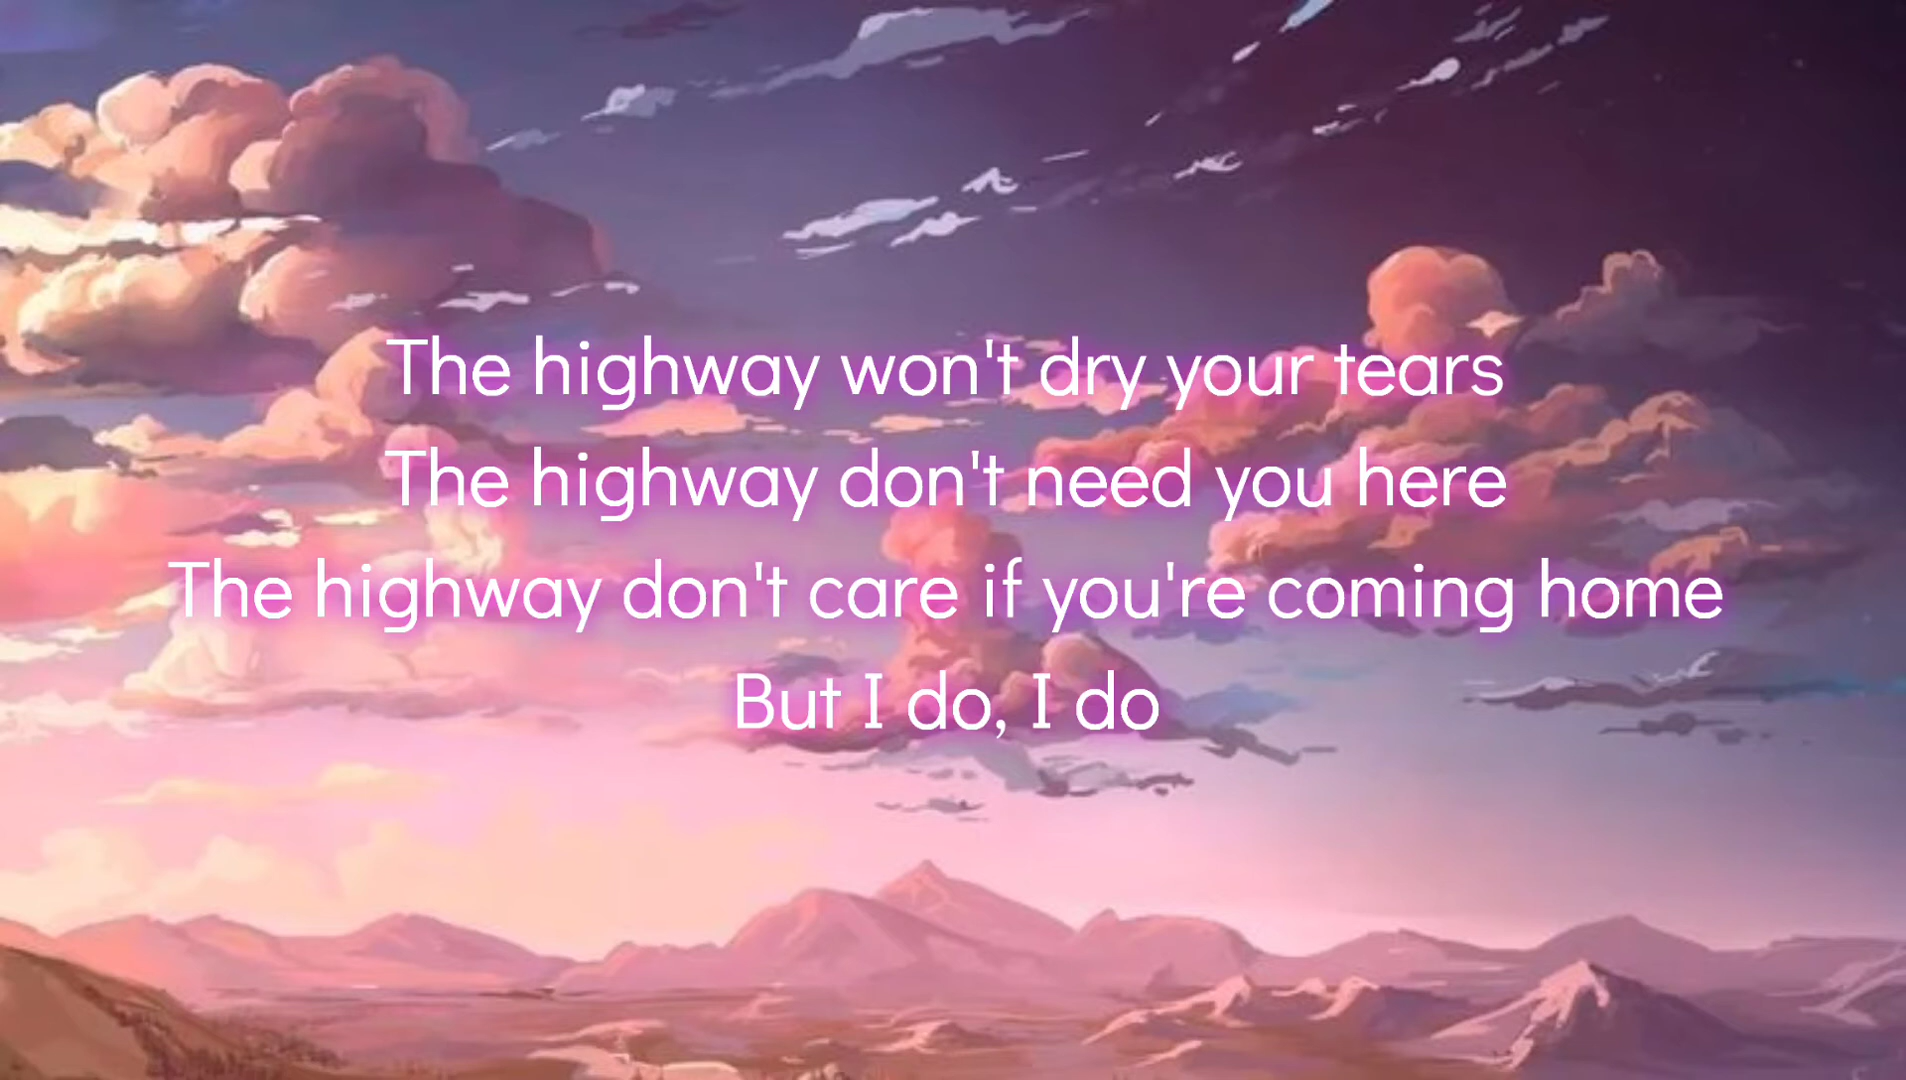 The highway won't dry your tears
The highway don't need you here
The highway don't care if you're coming home
But I do, I do